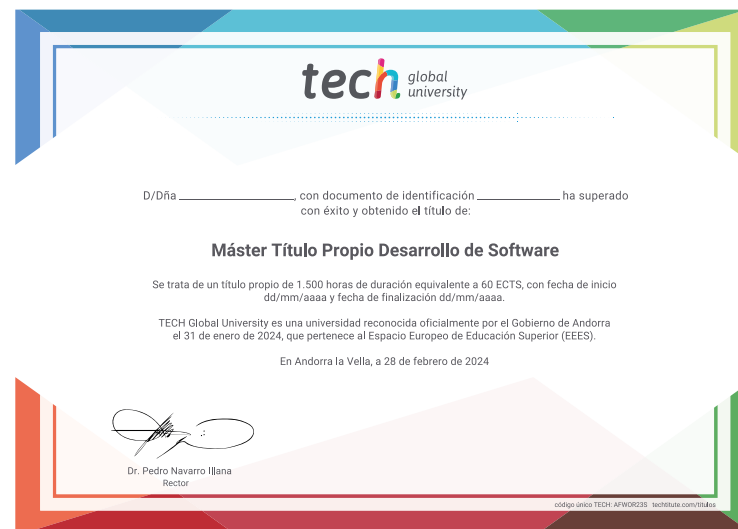 tech global university
D/Dña ____________, con documento de identificación ____________ ha superado
con éxito y obtenido el título de:
Máster Título Propio Desarrollo de Software
Se trata de un título propio de 1.500 horas de duración equivalente a 60 ECTS, con fecha de inicio
dd/mm/aaaa y fecha de finalización dd/mm/aaaa.
TECH Global University es una universidad reconocida oficialmente por el Gobierno de Andorra
el 31 de enero de 2024, que pertenece al Espacio Europeo de Educación Superior (EEES).
En Andorra la Vella, a 28 de febrero de 2024
Dr. Pedro Navarro Illana
Rector
código único TECH: AFWOR23S techtitute.com/titulos